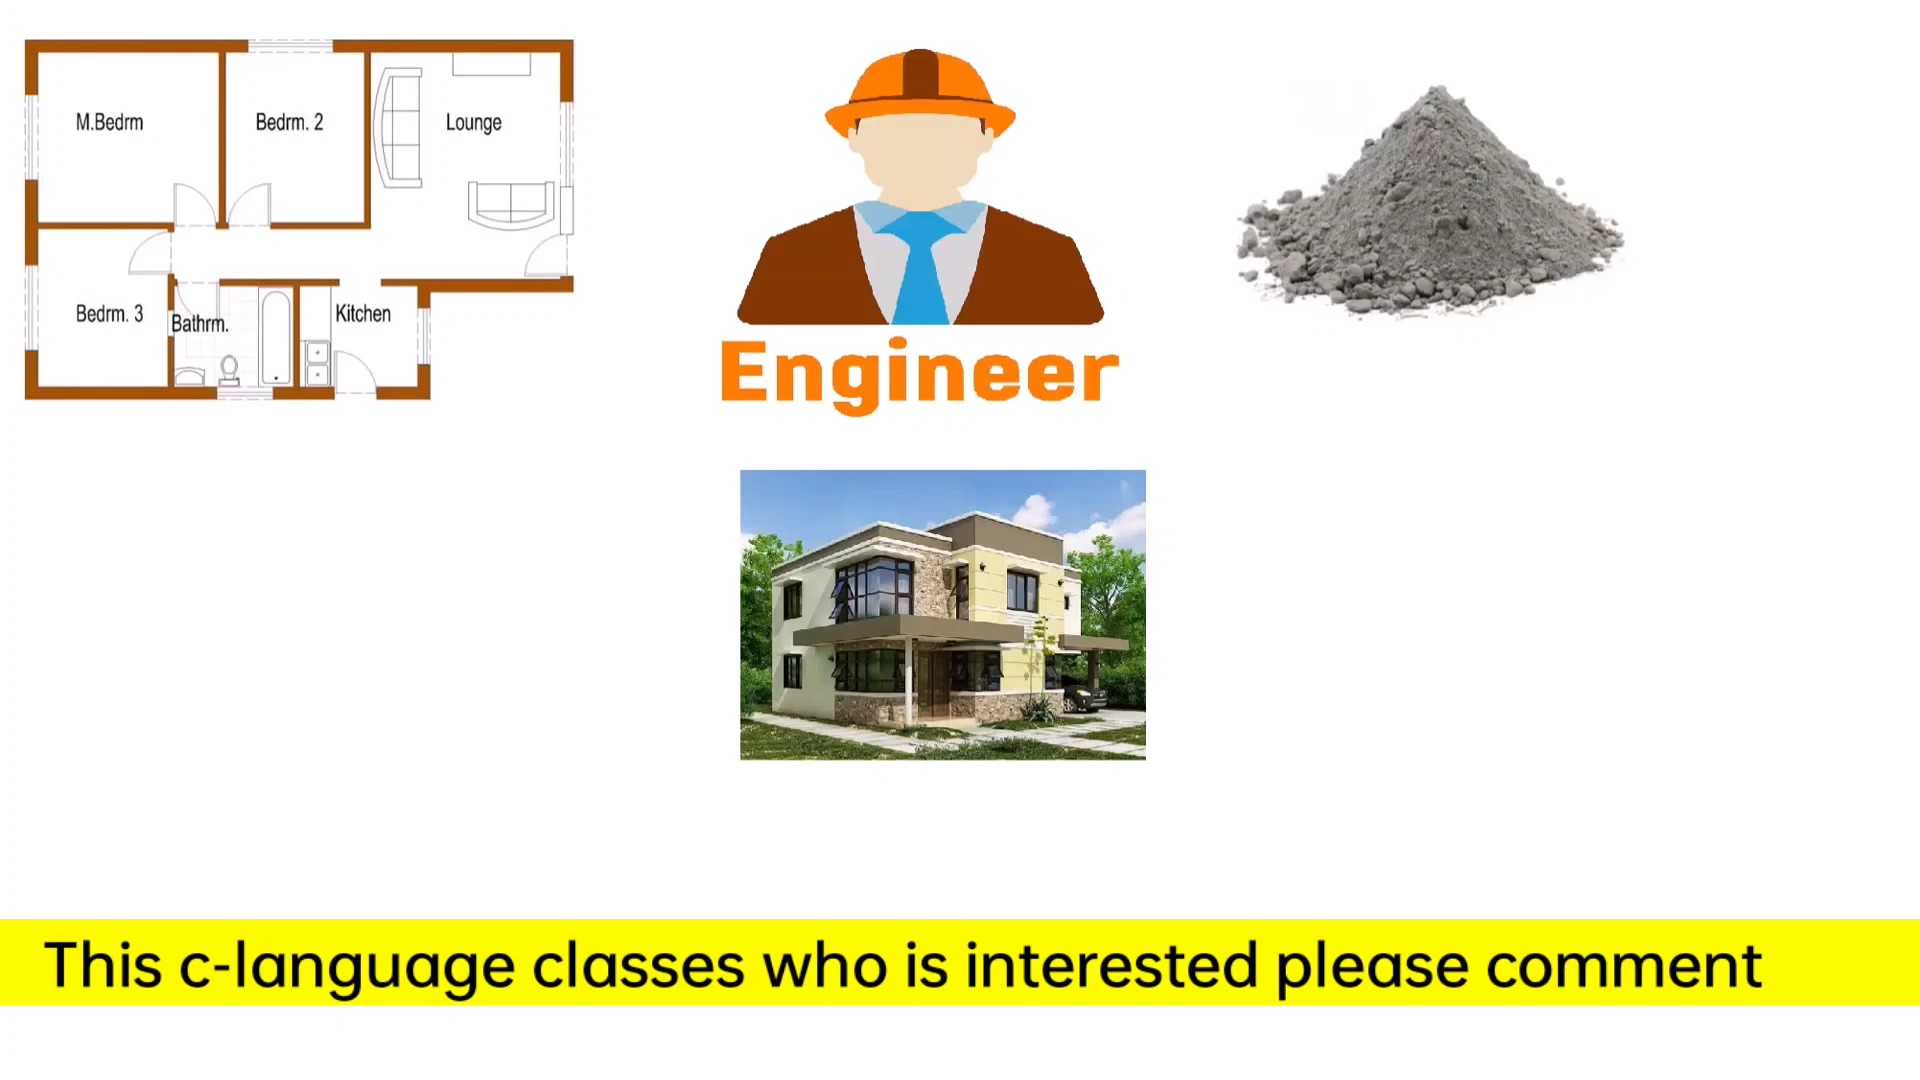 M.Bedrm
Bedrm. 2
Lounge
Bedrm. 3
Bathrm.
Kitchen
Engineer
This c-language classes who is interested please comment